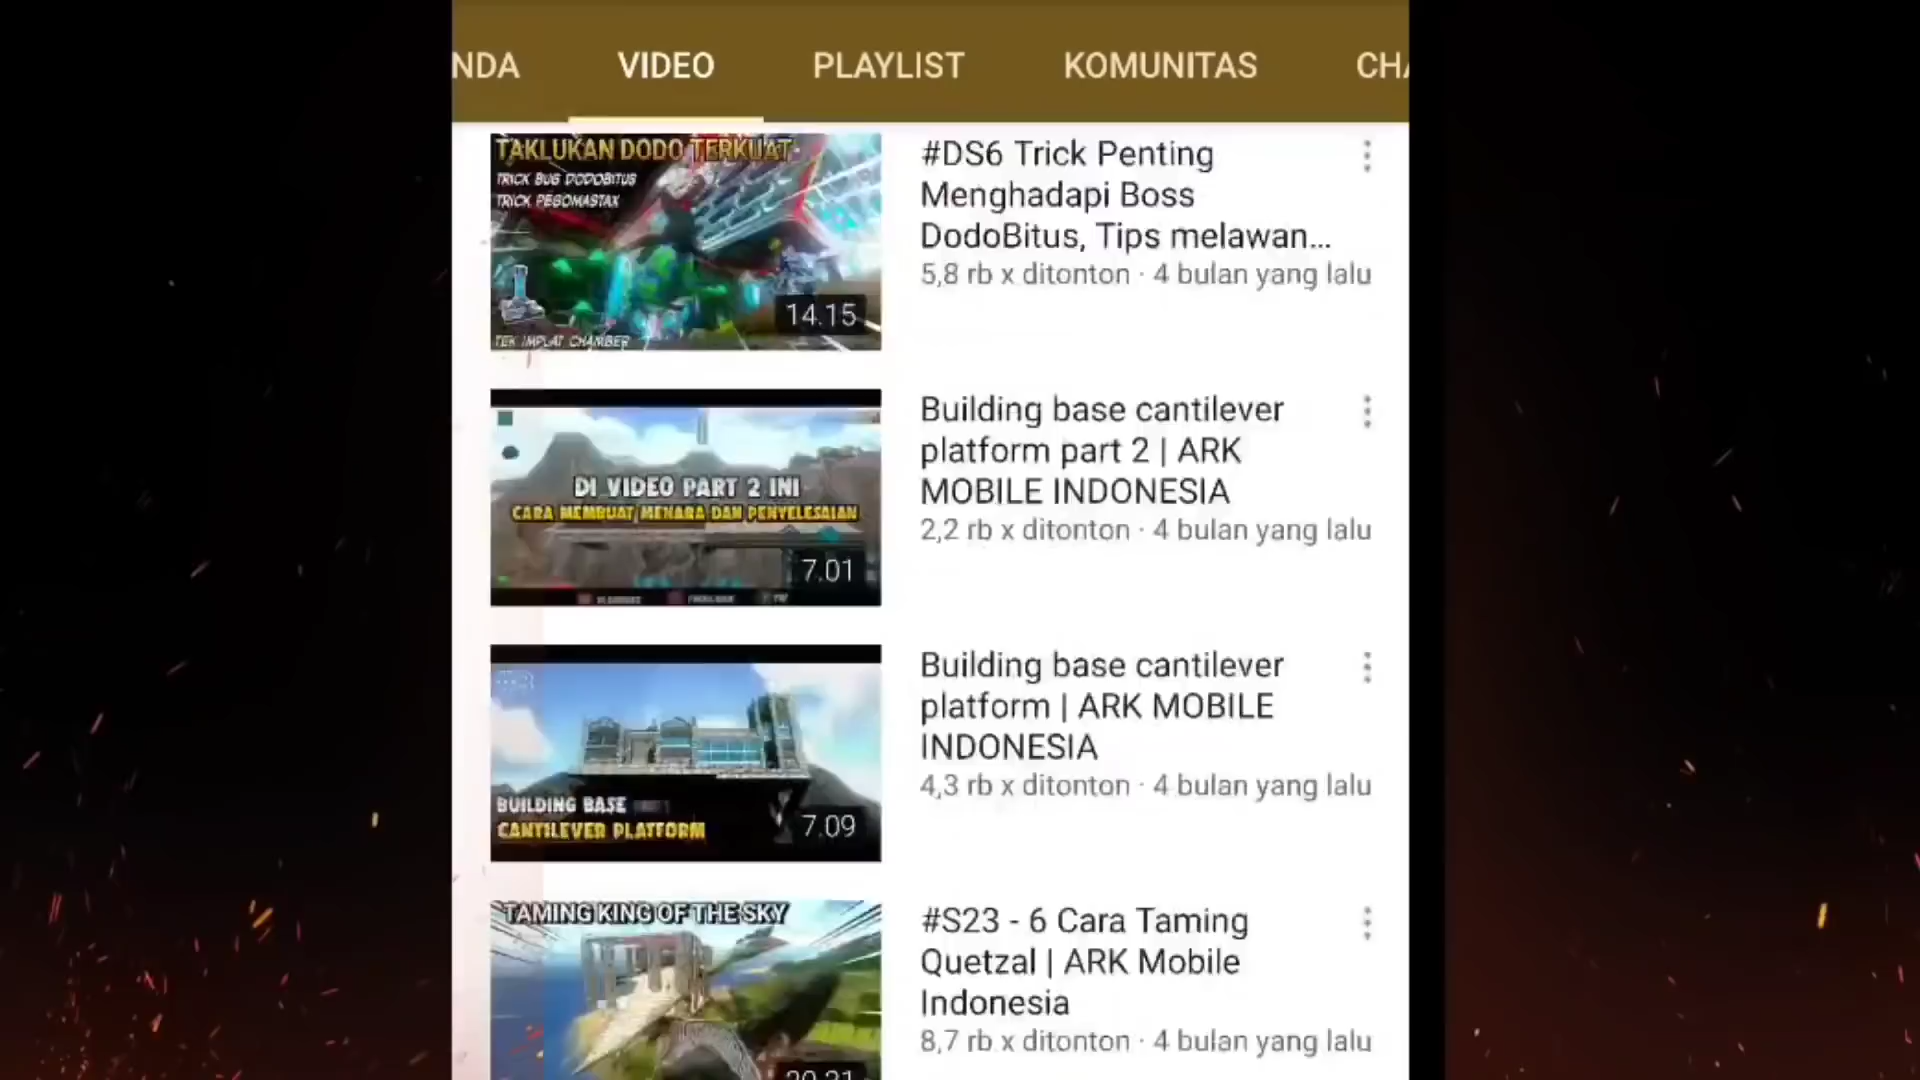 NDA VIDEO PLAYLIST KOMUNITAS CHA
TAKLUKAN DODO TERKUAT
TRICK BUG DODOBITUS
TRICK PEGOMASTAX
TEK IMPLAT CHAMBER
14.15
#DS6 Trick Penting
Menghadapi Boss
DodoBitus, Tips melawan...
5,8 rb x ditonton · 4 bulan yang lalu
DI VIDEO PART 2 INI
CARA MEMBUAT MENARA DAN PENYELESAIAN
7.01
Building base cantilever
platform part 2 | ARK
MOBILE INDONESIA
2,2 rb x ditonton · 4 bulan yang lalu
BUILDING BASE
CANTILEVER PLATFORM
7.09
Building base cantilever
platform | ARK MOBILE
INDONESIA
4,3 rb x ditonton · 4 bulan yang lalu
TAMING KING OF THE SKY
#S23 - 6 Cara Taming
Quetzal | ARK Mobile
Indonesia
8,7 rb x ditonton · 4 bulan yang lalu